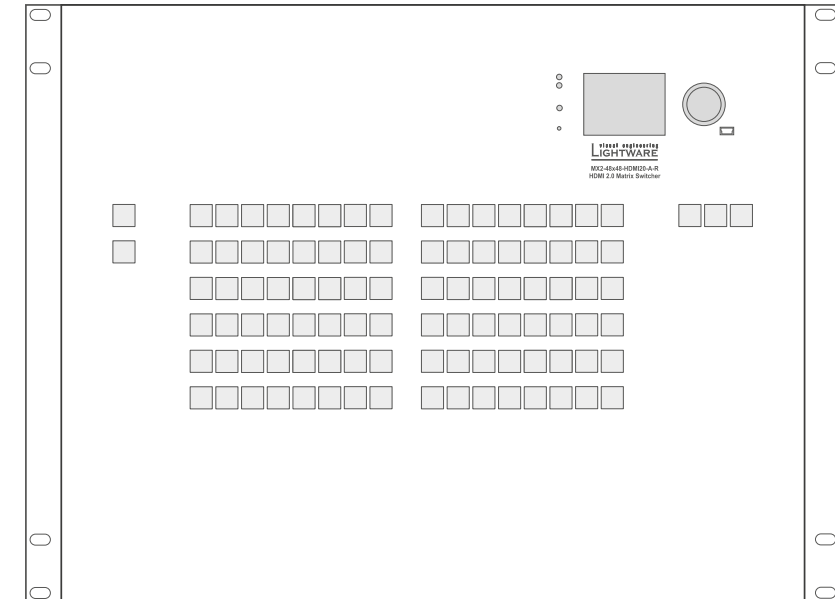 visual engineering
LIGHTWARE
MX2-48x48-HDMI20-A-R
HDMI 2.0 Matrix Switcher